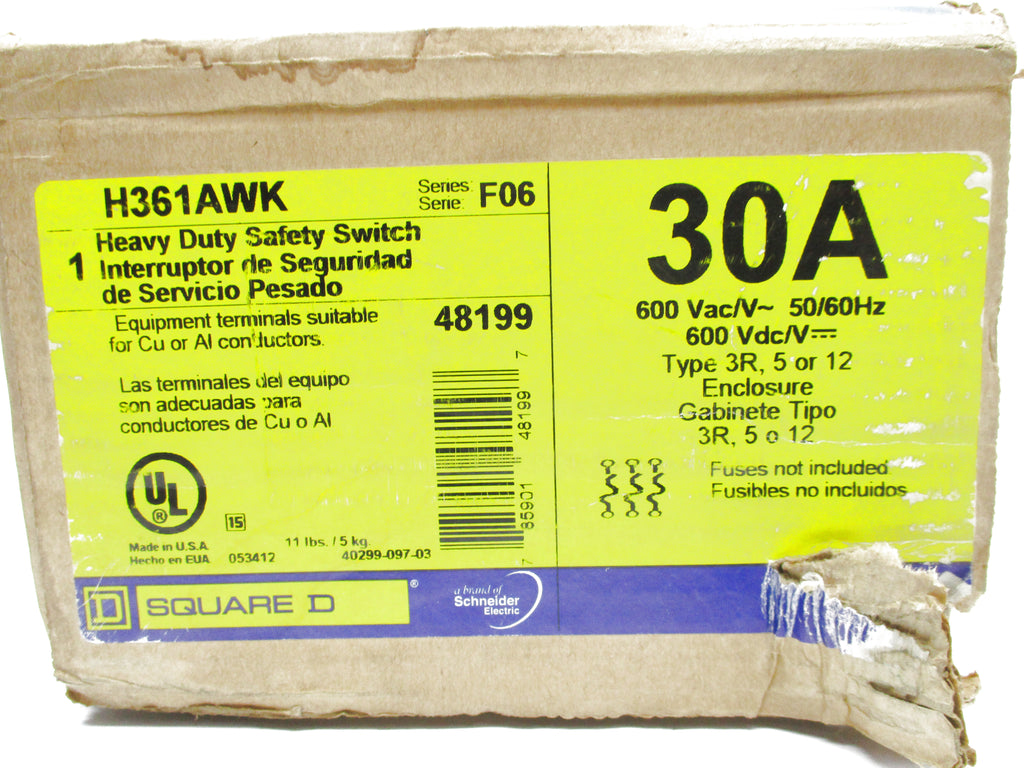 H361AWK
Series:
Serie: F06
1
Heavy Duty Safety Switch
Interruptor de Seguridad
de Servicio Pesado
Equipment terminals suitable
for Cu or Al conductors.
48199
Las terminales del equipo
son adecuadas para
conductores de Cu o Al
7 85901 48199 7
UL
®
15
Made in U.S.A.
Hecho en EUA
053412
11 lbs. / 5 kg.
40299-097-03
30A
600 Vac/V~ 50/60Hz
600 Vdc/V⎓
Type 3R, 5 or 12
Enclosure
Gabinete Tipo
3R, 5 o 12
Fuses not included
Fusibles no incluidos
D SQUARE D ®
a brand of
Schneider
Electric